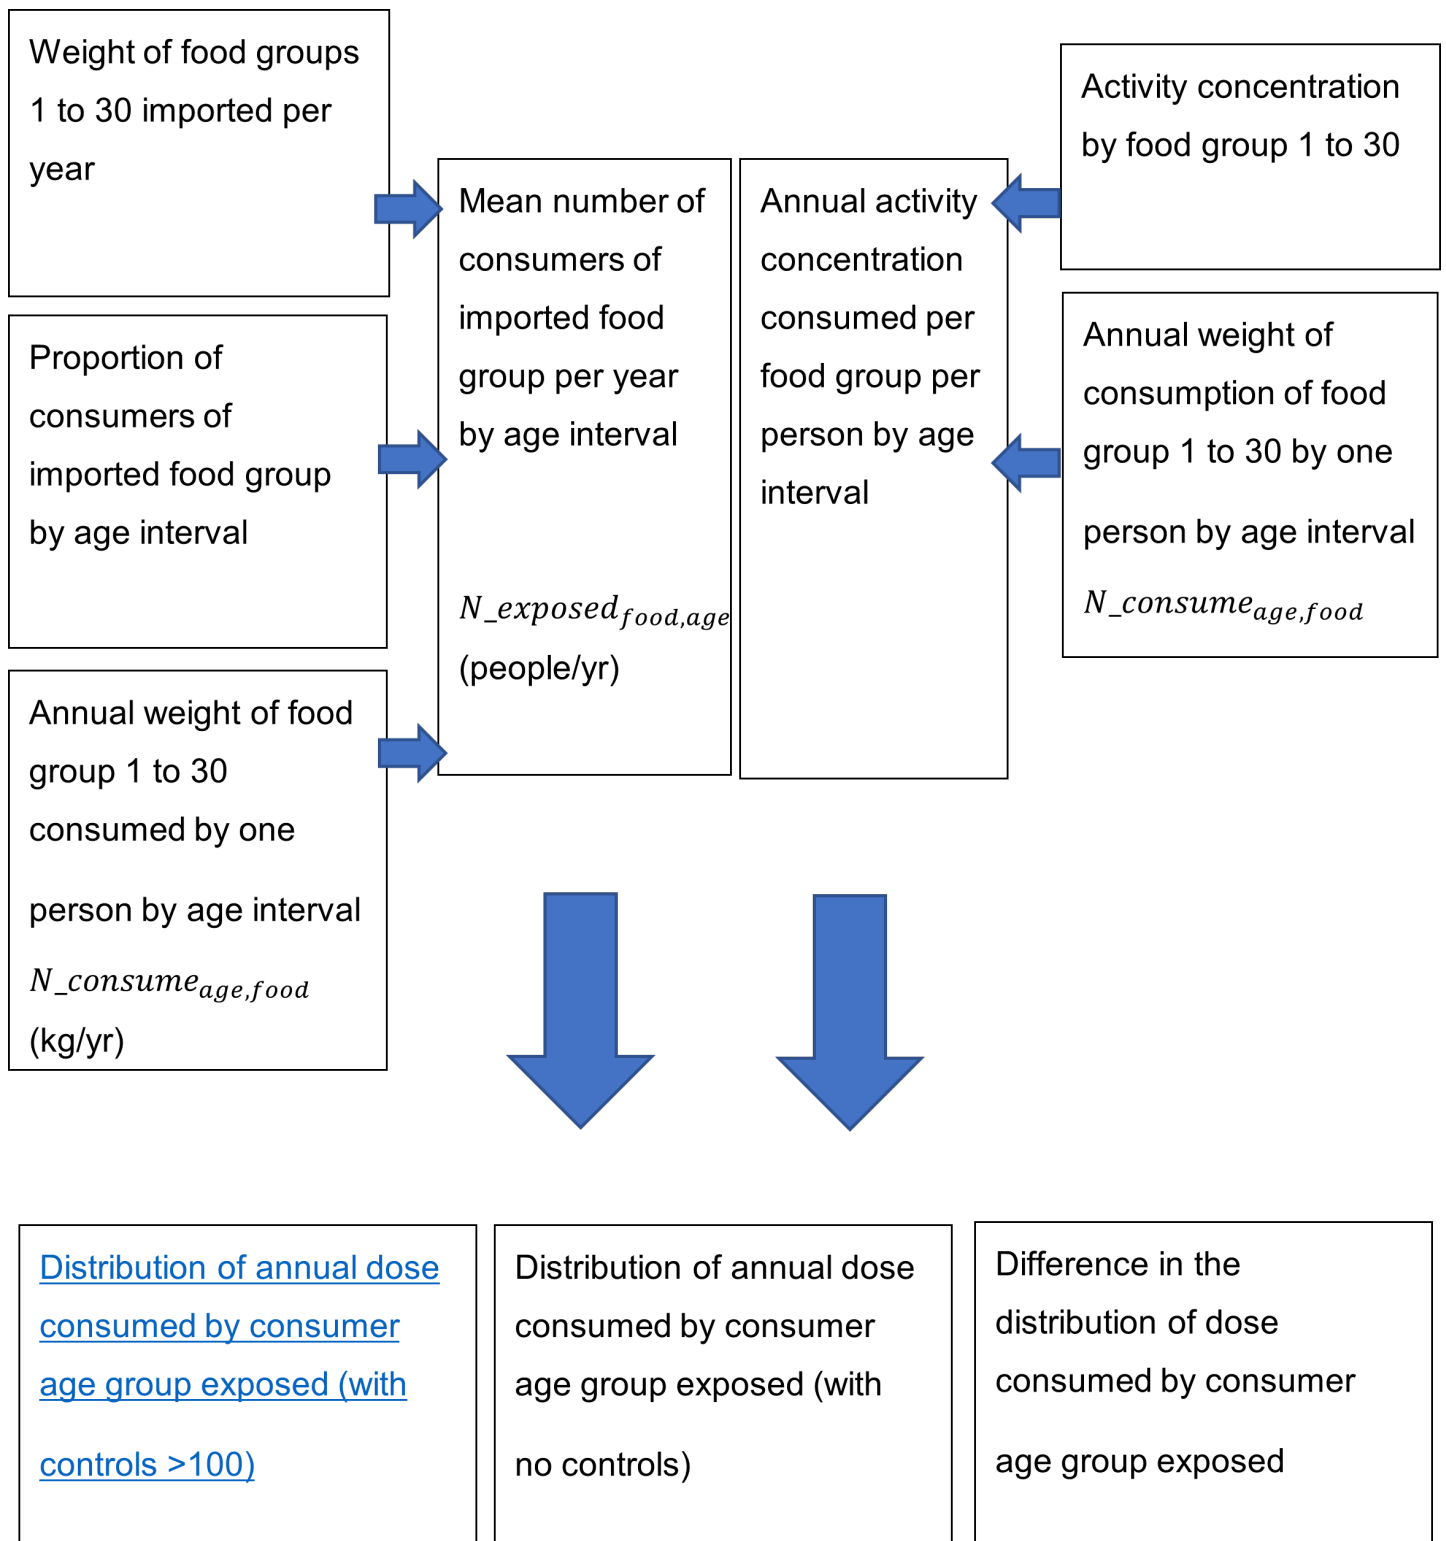 Weight of food groups
1 to 30 imported per
year
Proportion of
consumers of
imported food group
by age interval
Annual weight of food
group 1 to 30
consumed by one
person by age interval
N_consume_age,food
(kg/yr)
Mean number of
consumers of
imported food
group per year
by age interval
N_exposed_food,age
(people/yr)
Annual activity
concentration
consumed per
food group per
person by age
interval
Activity concentration
by food group 1 to 30
Annual weight of
consumption of food
group 1 to 30 by one
person by age interval
N_consume_age,food
Distribution of annual dose
consumed by consumer
age group exposed (with
controls >100)
Distribution of annual dose
consumed by consumer
age group exposed (with
no controls)
Difference in the
distribution of dose
consumed by consumer
age group exposed